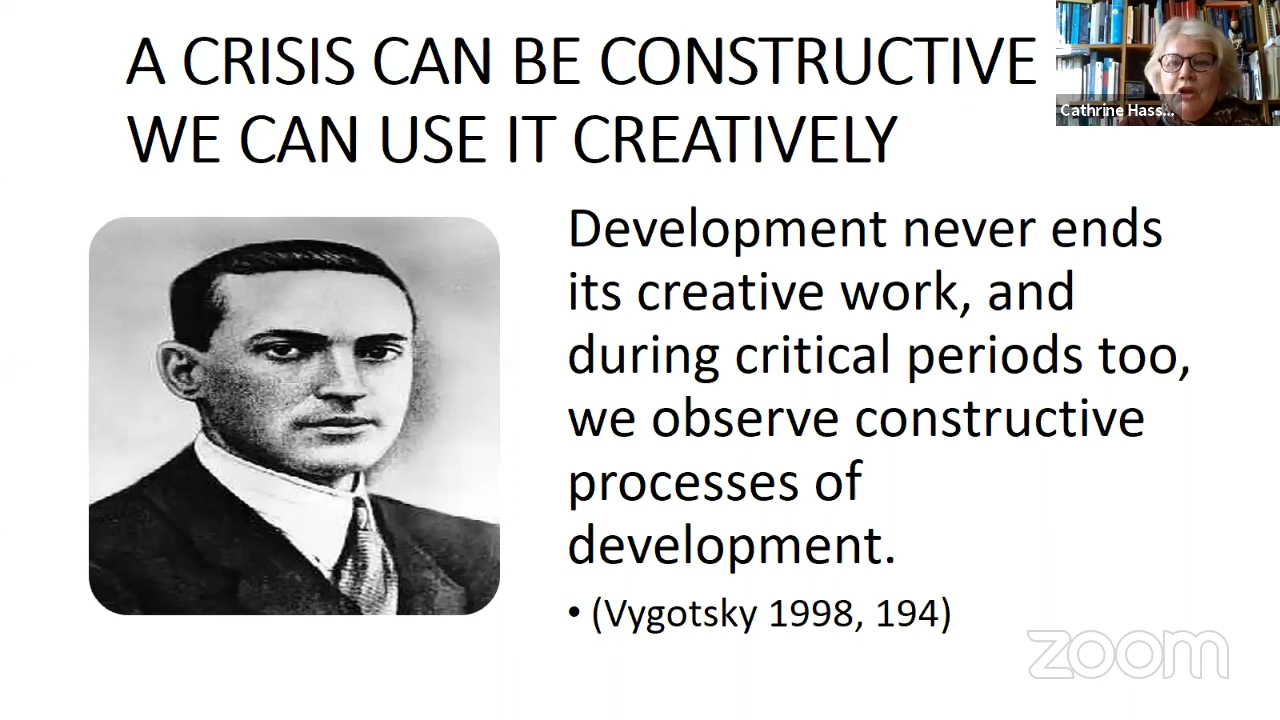 A CRISIS CAN BE CONSTRUCTIVE
WE CAN USE IT CREATIVELY
Cathrine Hass...
Development never ends
its creative work, and
during critical periods too,
we observe constructive
processes of
development.
• (Vygotsky 1998, 194)
zoom